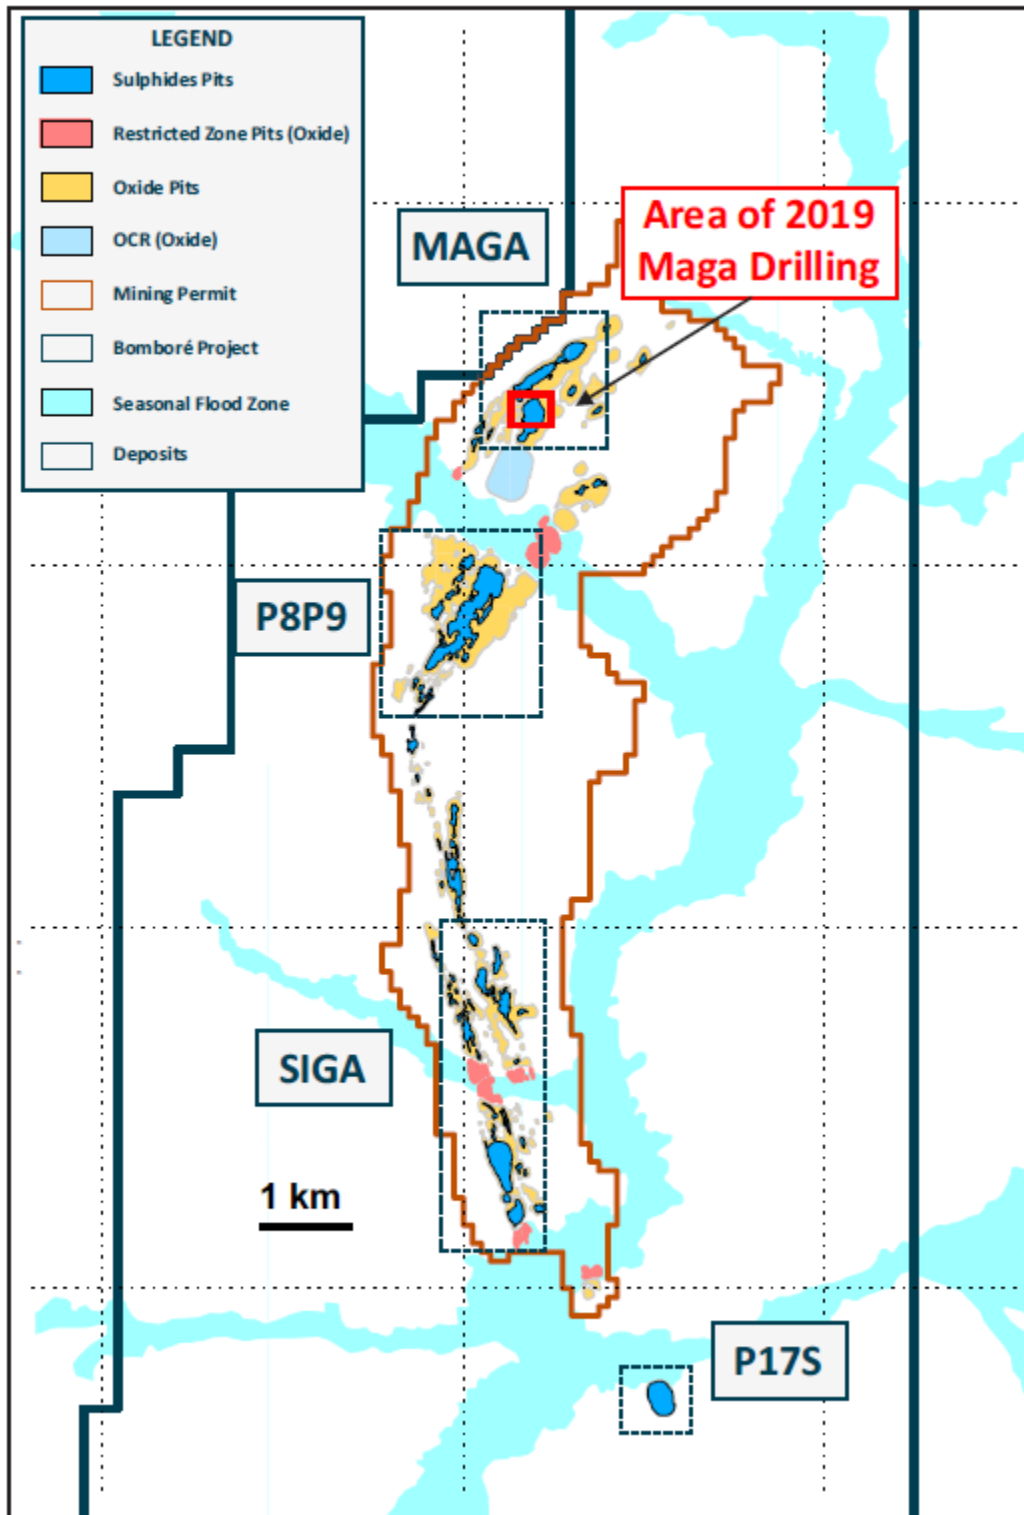 LEGEND
Sulphides Pits
Restricted Zone Pits (Oxide)
Oxide Pits
OCR (Oxide)
Mining Permit
Bomboré Project
Seasonal Flood Zone
Deposits
MAGA
Area of 2019
Maga Drilling
P8P9
SIGA
1 km
P17S